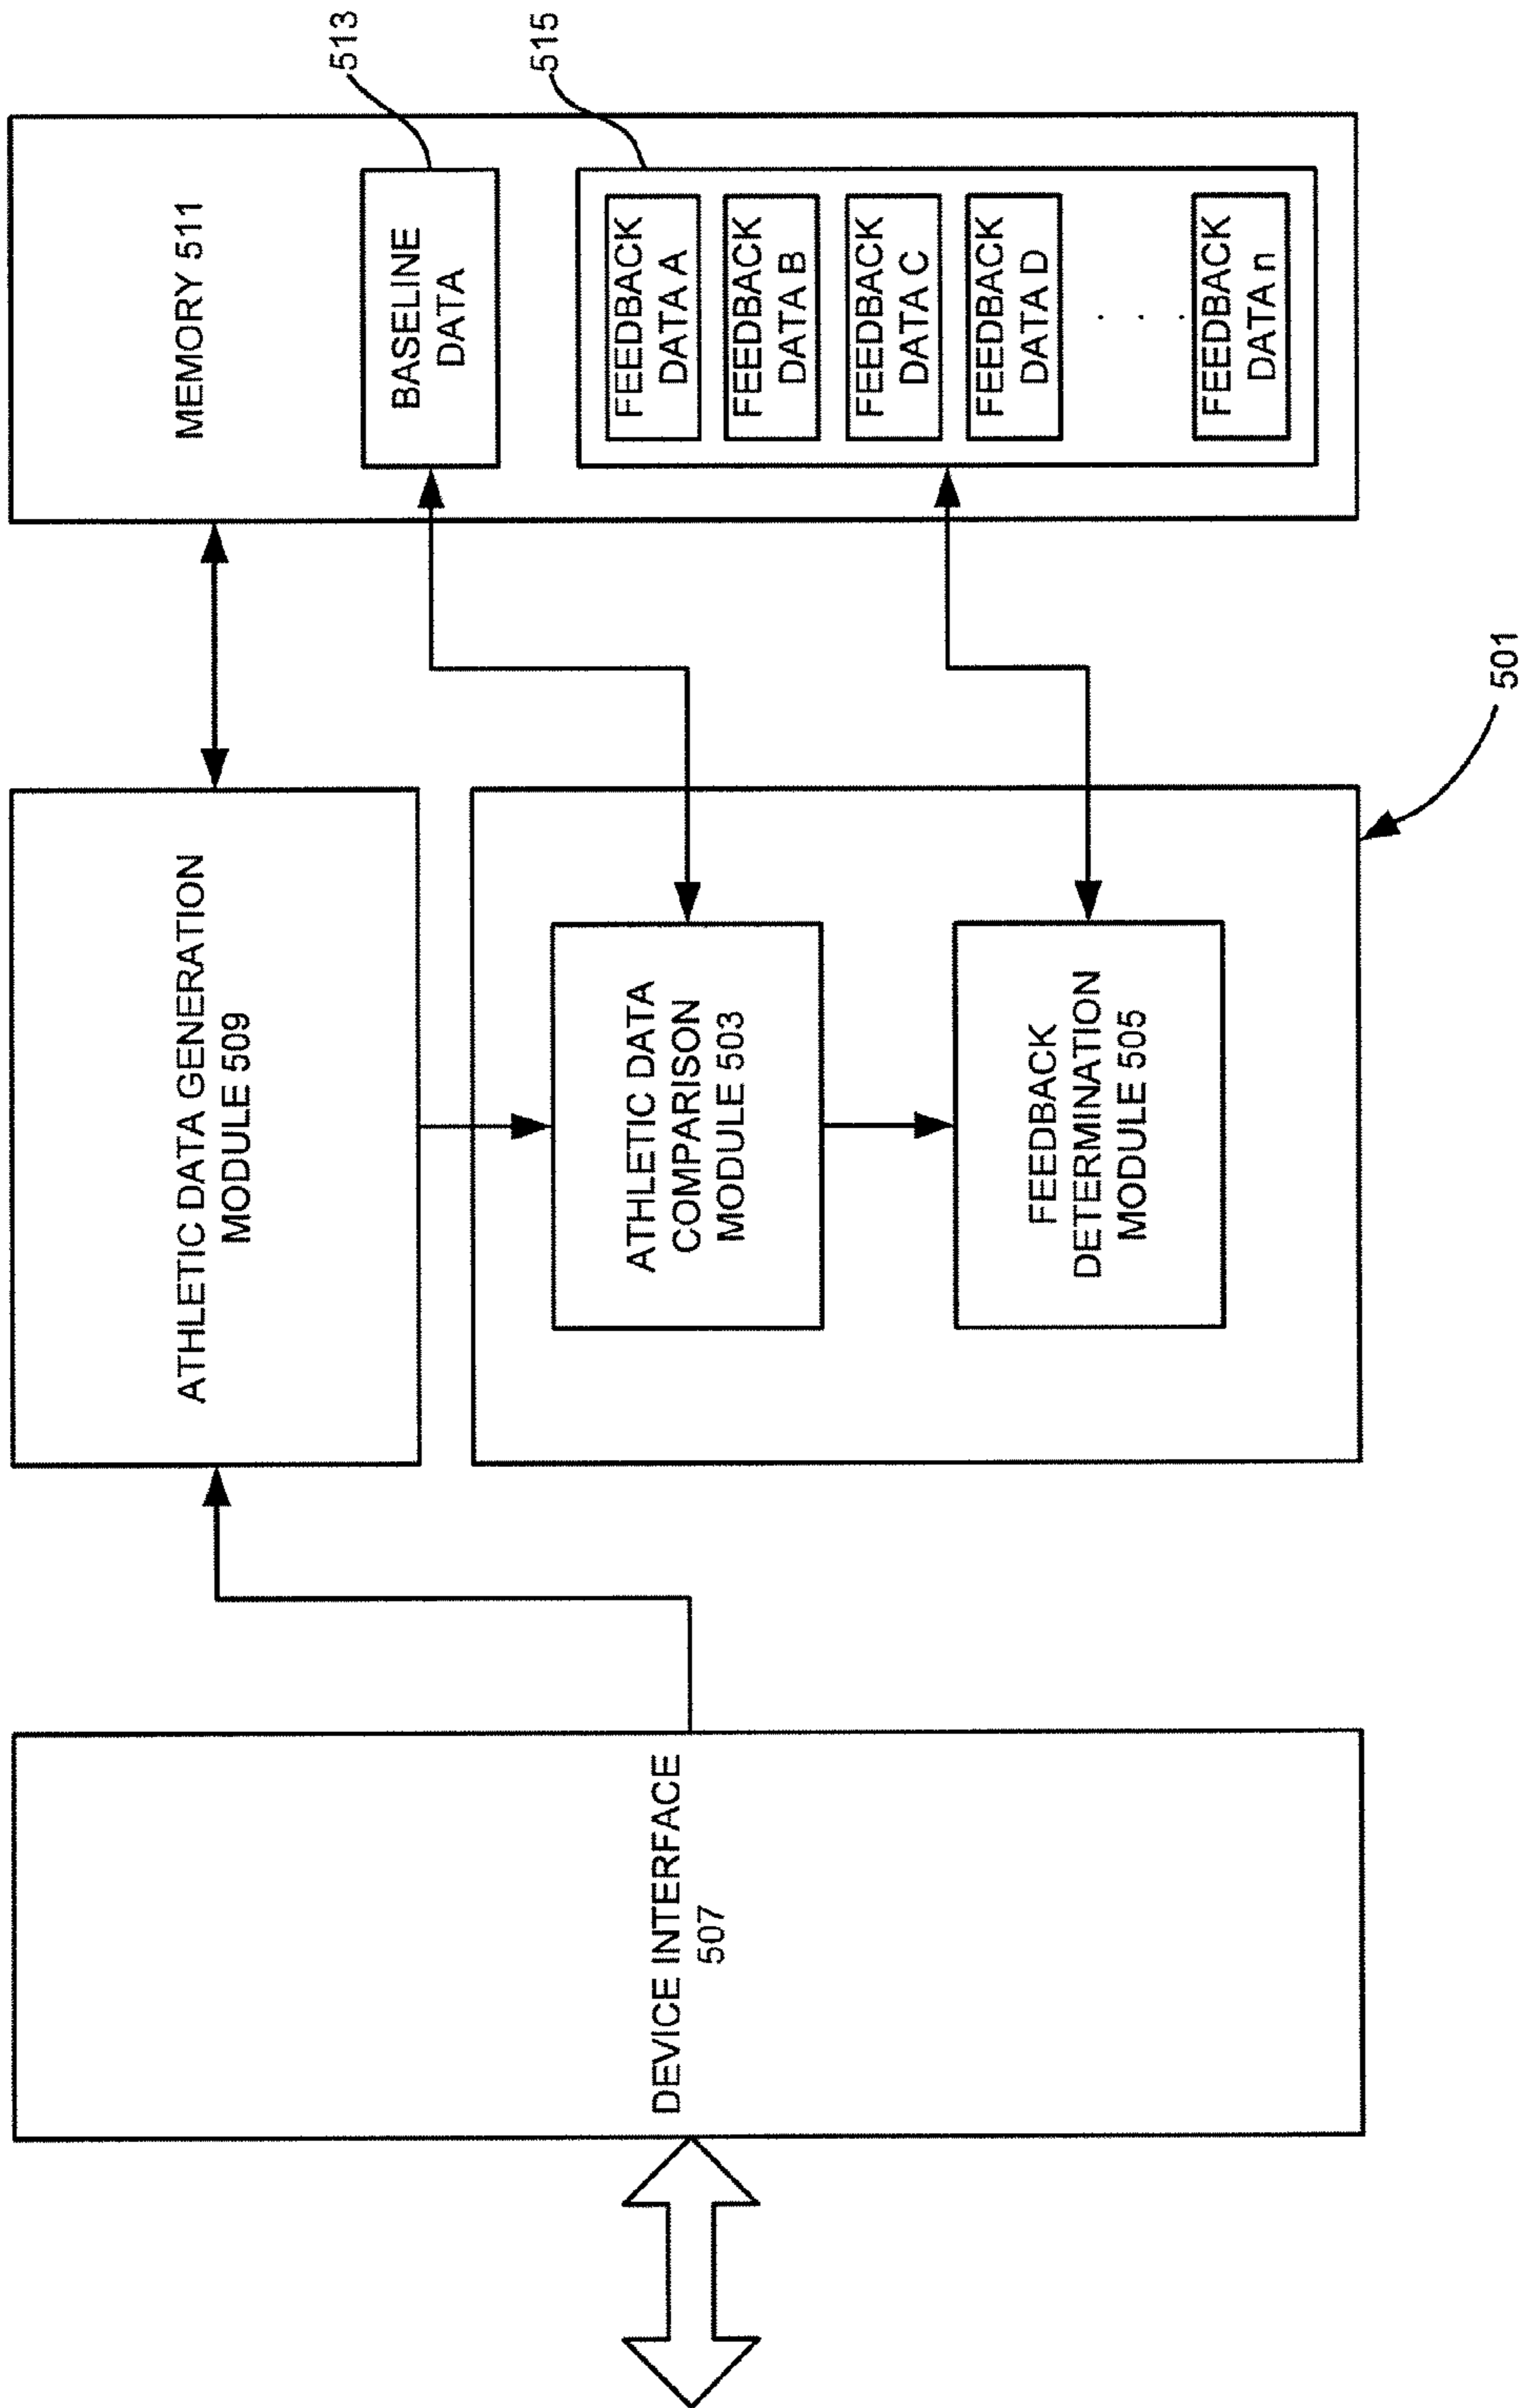 DEVICE INTERFACE
507
ATHLETIC DATA GENERATION
MODULE 509
ATHLETIC DATA
COMPARISON
MODULE 503
FEEDBACK
DETERMINATION
MODULE 505
501
MEMORY 511
BASELINE
DATA
513
515
FEEDBACK
DATA A
FEEDBACK
DATA B
FEEDBACK
DATA C
FEEDBACK
DATA D
. . .
FEEDBACK
DATA n